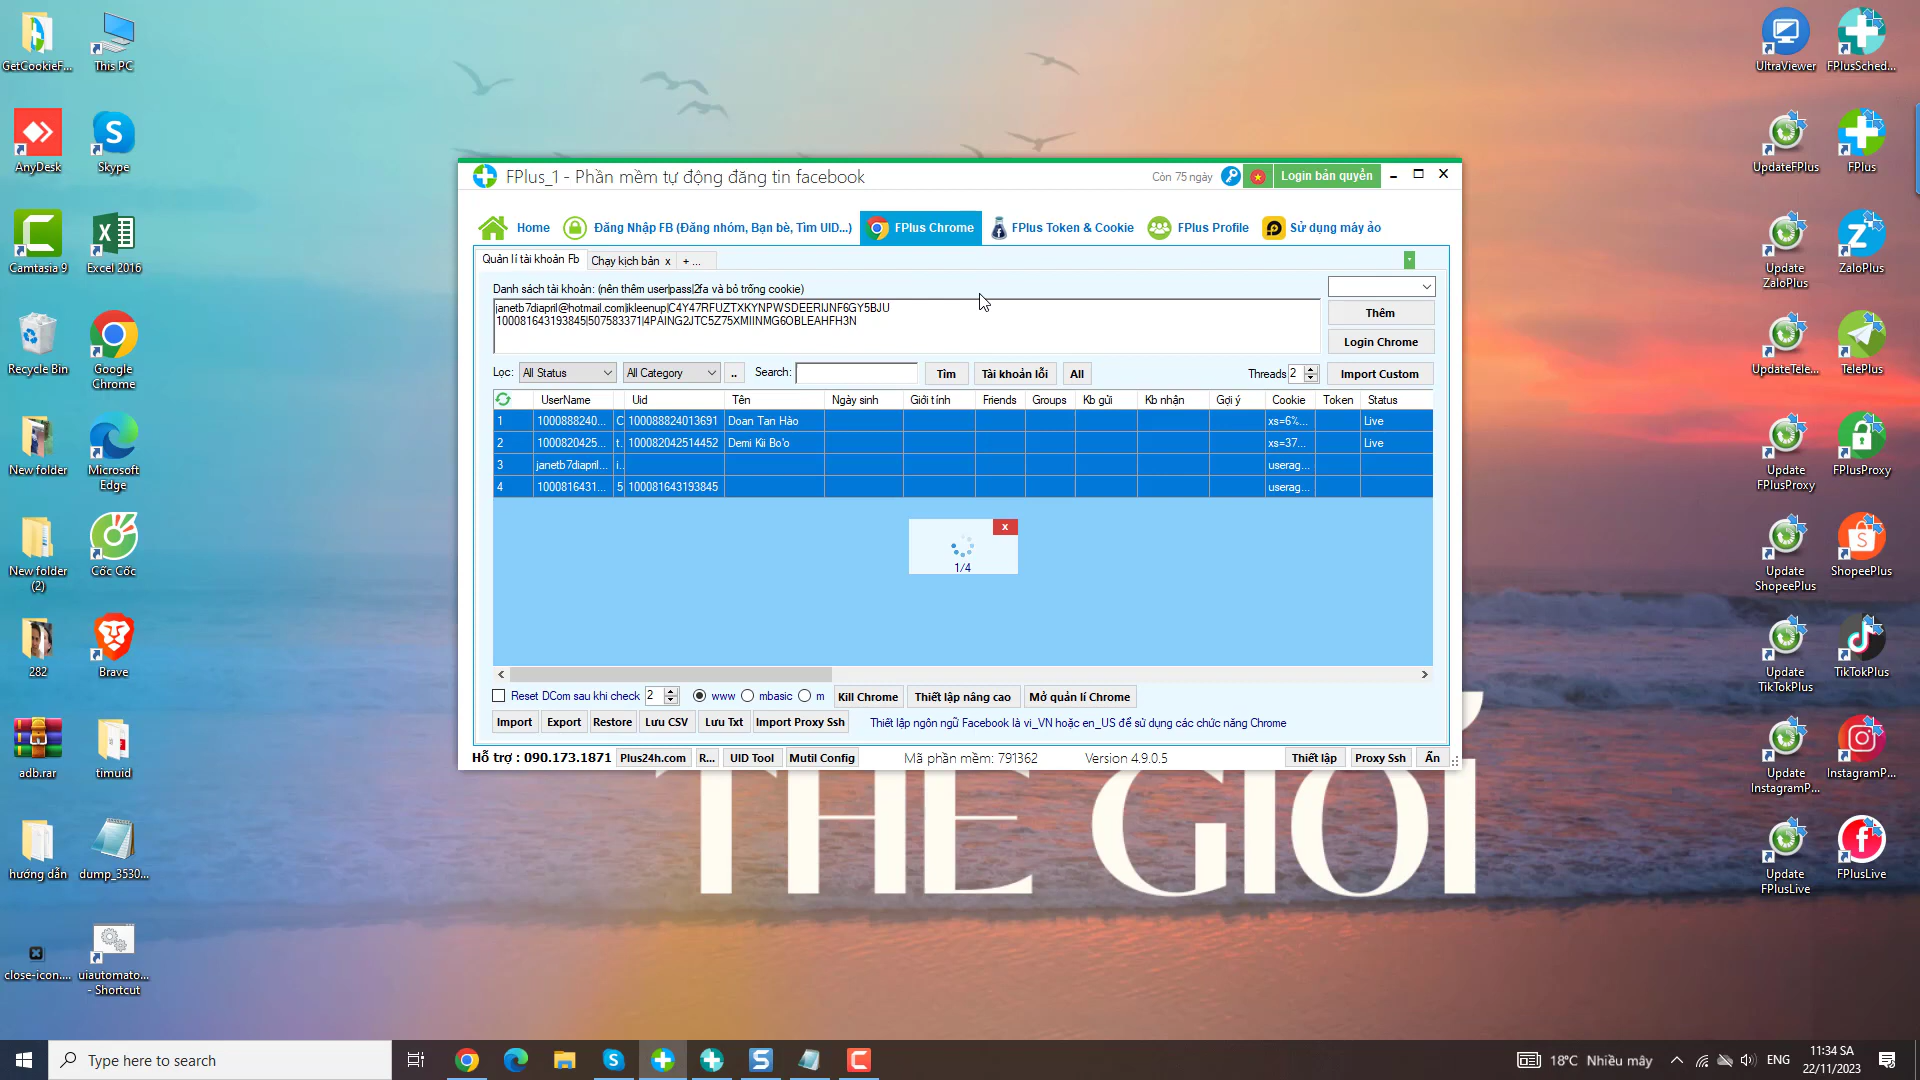 GetCookieF...
This PC
AnyDesk
Skype
Camtasia 9
Excel 2016
Recycle Bin
Google
Chrome
New folder
Microsoft
Edge
New folder
(2)
Cốc Cốc
282
Brave
adb.rar
timuid
hướng dẫn
dump_3530...
close-icon....
uiautomato...
- Shortcut
UltraViewer
FPlusSched...
UpdateFPlus
FPlus
Update
ZaloPlus
ZaloPlus
UpdateTele...
TelePlus
Update
FPlusProxy
FPlusProxy
Update
ShopeePlus
ShopeePlus
Update
TikTokPlus
TikTokPlus
Update
InstagramP...
InstagramP...
Update
FPlusLive
FPlusLive
FPlus_1 - Phần mềm tự động đăng tin facebook
Còn 75 ngày
Login bản quyền
Home
Đăng Nhập FB (Đăng nhóm, Bạn bè, Tìm UID...)
FPlus Chrome
FPlus Token & Cookie
FPlus Profile
Sử dụng máy ảo
Quản lí tài khoản Fb
Chạy kịch bản x
+ ...
Danh sách tài khoản: (nên thêm user|pass|2fa và bỏ trống cookie)
janetb7diapril@hotmail.com|ikleenup|C4Y47RFUZTXKYNPWSDEERIJNF6GY5BJU
100081643193845|507583371|4PAING2JTC5Z75XMIINMG6OBLEAHFH3N
Thêm
Login Chrome
Lọc: All Status All Category .. Search: Tìm Tài khoản lỗi All Threads 2 Import Custom
UserName Uid Tên Ngày sinh Giới tính Friends Groups Kb gửi Kb nhận Gợi ý Cookie Token Status
1 1000888240... C 100088824013691 Doan Tan Hào xs=6%... Live
2 1000820425... t. 100082042514452 Demi Kii Bo'o xs=37... Live
3 janetb7diapril... i.. userag...
4 1000816431... 5 100081643193845 userag...
x
1/4
Reset DCom sau khi check 2 www mbasic m Kill Chrome Thiết lập nâng cao Mở quản lí Chrome
Import Export Restore Lưu CSV Lưu Txt Import Proxy Ssh Thiết lập ngôn ngữ Facebook là vi_VN hoặc en_US để sử dụng các chức năng Chrome
Hỗ trợ : 090.173.1871 Plus24h.com R... UID Tool Mutil Config Mã phần mềm: 791362 Version 4.9.0.5 Thiết lập Proxy Ssh Ẩn
THẾ GIỚI
Type here to search
18°C Nhiều mây
ENG
11:34 SA
22/11/2023